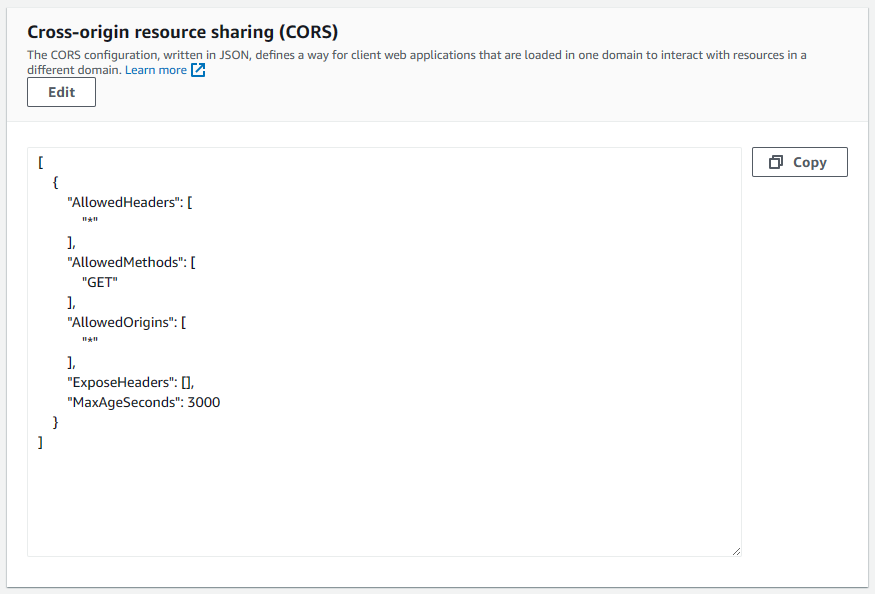 Cross-origin resource sharing (CORS)
The CORS configuration, written in JSON, defines a way for client web applications that are loaded in one domain to interact with resources in a
different domain. Learn more
Edit
Copy
[
{
"AllowedHeaders": [
"*"
],
"AllowedMethods": [
"GET"
],
"AllowedOrigins": [
"*"
],
"ExposeHeaders": [],
"MaxAgeSeconds": 3000
}
]